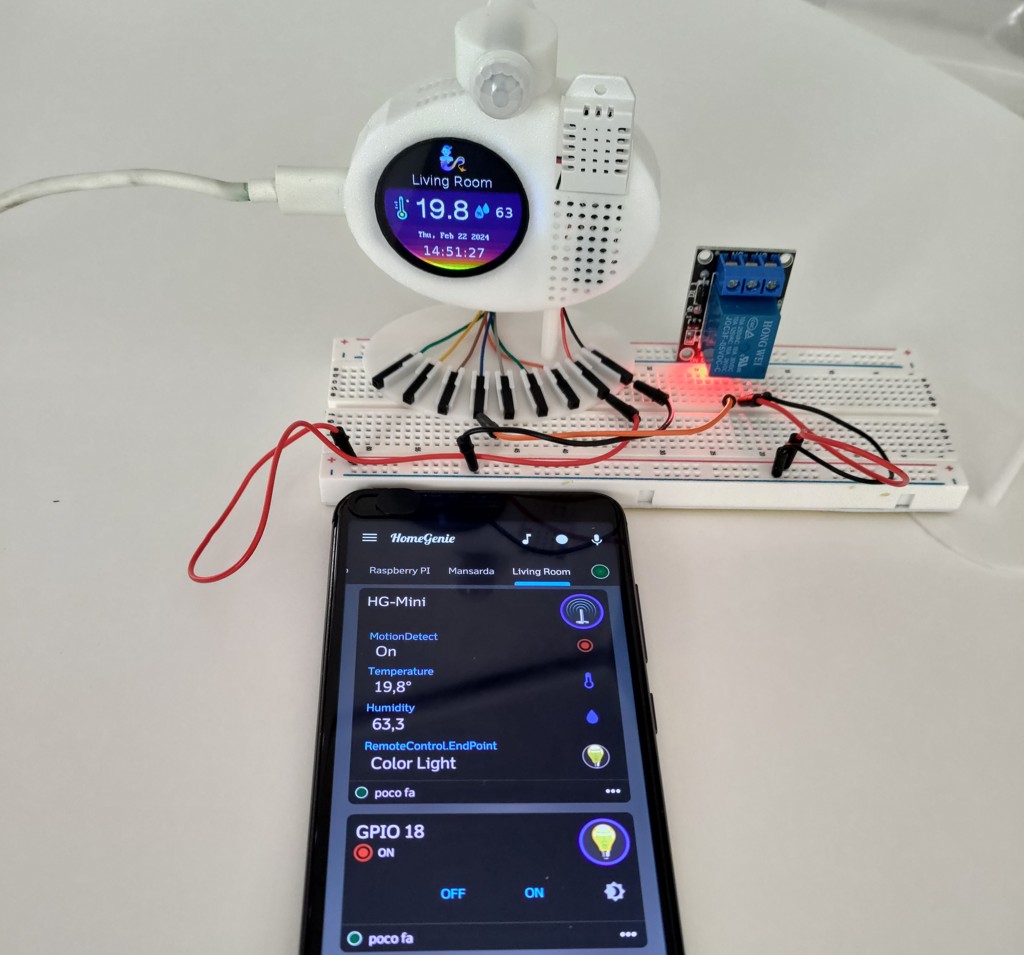 Living Room
19.8 63
Thu, Feb 22 2024
14:51:27
HONG WEI
HomeGenie
Raspberry PI Mansarda Living Room
HG-Mini
MotionDetect
On
Temperature
19,8°
Humidity
63,3
RemoteControl.EndPoint
Color Light
poco fa
GPIO 18
ON
OFF ON
poco fa